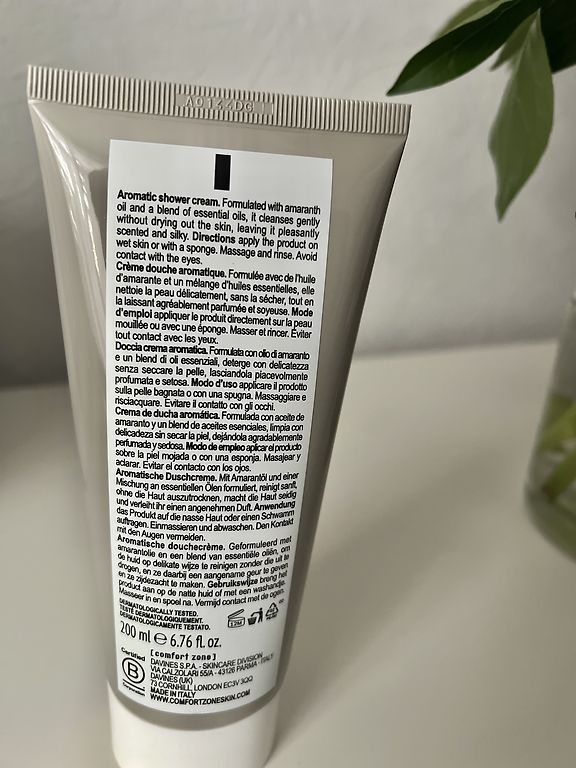 A0144DG
Aromatic shower cream. Formulated with amaranth
oil and a blend of essential oils, it cleanses gently
without drying out the skin, leaving it pleasantly
scented and silky. Directions apply the product on
wet skin or with a sponge. Massage and rinse. Avoid
contact with the eyes.
Crème douche aromatique. Formulée avec de l'huile
d'amarante et un mélange d'huiles essentielles, elle
nettoie la peau délicatement, sans la sécher, tout en
la laissant agréablement parfumée et soyeuse. Mode
d'emploi appliquer le produit directement sur la peau
mouillée ou avec une éponge. Masser et rincer. Éviter
tout contact avec les yeux.
Doccia crema aromatica. Formulata con olio di amaranto
e un blend di oli essenziali, deterge con delicatezza
senza seccare la pelle, lasciandola piacevolmente
profumata e setosa. Modo d'uso applicare il prodotto
sulla pelle bagnata o con una spugna. Massaggiare e
risciacquare. Evitare il contatto con gli occhi.
Crema de ducha aromática. Formulada con aceite de
amaranto y un blend de aceites esenciales, limpia con
delicadeza sin secar la piel, dejándola agradablemente
perfumada y sedosa. Modo de empleo aplicar el producto
sobre la piel mojada o con una esponja. Masajear y
aclarar. Evitar el contacto con los ojos.
Aromatische Duschcreme. Mit Amarantöl und einer
Mischung an essentiellen Ölen formuliert, reinigt sanft,
ohne die Haut auszutrocknen, macht die Haut seidig
und verleiht ihr einen angenehmen Duft. Anwendung
das Produkt auf die nasse Haut oder einen Schwamm
auftragen. Einmassieren und abwaschen. Den Kontakt
mit den Augen vermeiden.
Aromatische douchecrème. Geformuleerd met
amarantolie en een blend van essentiële oliën, om
de huid op delikate wijze te reinigen zonder die uit te
drogen, en ze daarbij een aangename geur te geven
en ze zijdezacht te maken. Gebruikswijze breng het
product aan op de natte huid of met een washandje.
Masseer in en spoel na. Vermijd contact met de ogen.
DERMATOLOGICALLY TESTED.
TESTÉ DERMATOLOGIQUEMENT.
DERMATOLOGICAMENTE TESTATO.
12M
200 ml e 6.76 fl. oz.
[ comfort zone ]
Certified
B
Corporation
DAVINES S.P.A. - SKINCARE DIVISION
VIA CALZOLARI 55/A - 43126 PARMA - ITALY
DAVINES (UK)
73 CORNHILL, LONDON EC3V 3QQ
MADE IN ITALY
WWW.COMFORTZONESKIN.COM